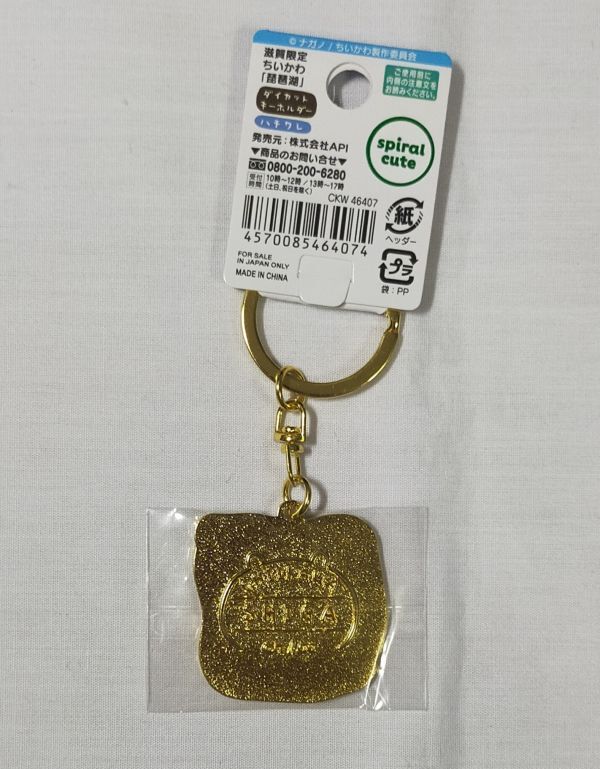 © ナガノ / ちいかわ製作委員会
滋賀限定
ちいかわ
「琵琶湖」
ダイカット
キーホルダー
ハチワレ
ご使用前に
内側の注意文を
お読みください。
発売元：株式会社API
▼商品のお問い合せ▼
0800-200-6280
受付時間 10時〜12時 / 13時〜17時
(土日、祝日を除く)
CKW 46407
spiral
cute
4570085464074
FOR SALE
IN JAPAN ONLY
MADE IN CHINA
紙
ヘッダー
プラ
袋：PP
SHIGA